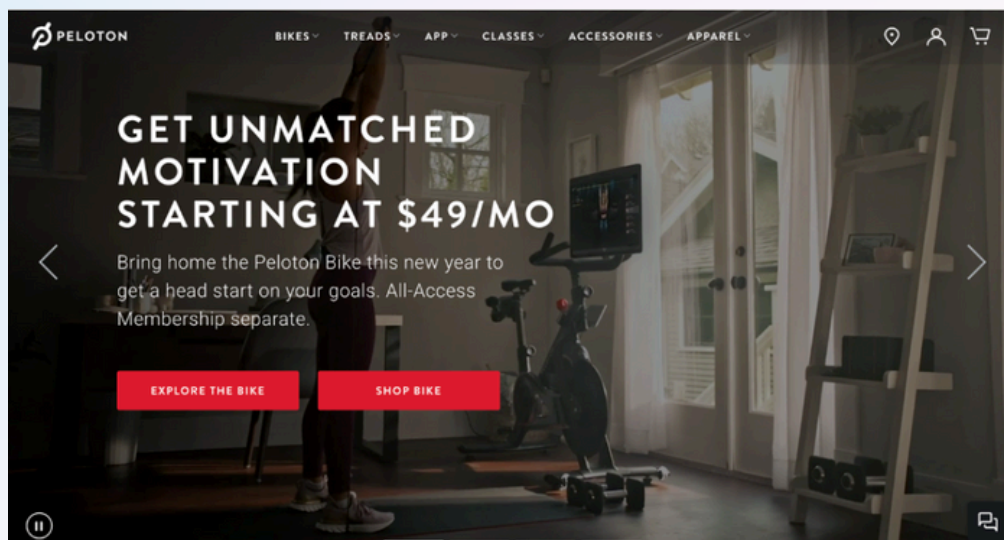 PELOTON
BIKES
TREADS
APP
CLASSES
ACCESSORIES
APPAREL
GET UNMATCHED
MOTIVATION
STARTING AT $49/MO
Bring home the Peloton Bike this new year to
get a head start on your goals. All-Access
Membership separate.
EXPLORE THE BIKE
SHOP BIKE